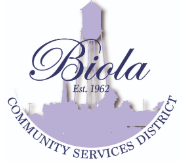 Biola
Est. 1962
COMMUNITY SERVICES DISTRICT